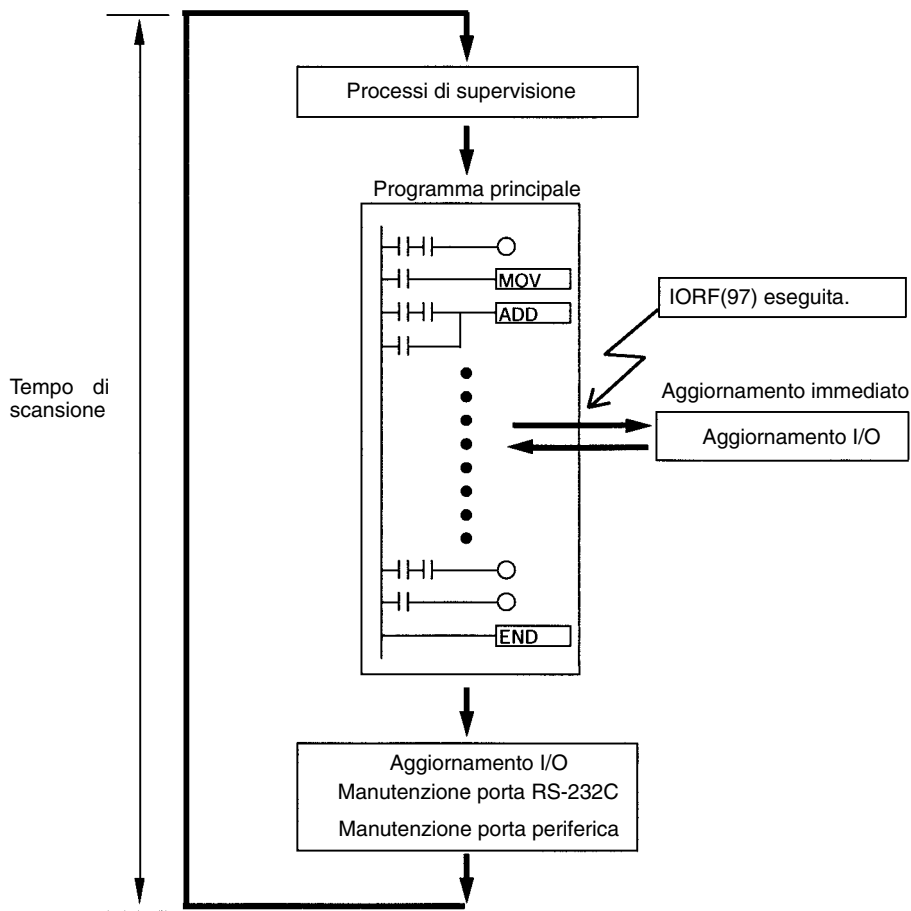 Processi di supervisione
Programma principale
MOV
ADD
IORF(97) eseguita.
Tempo di
scansione
Aggiornamento immediato
Aggiornamento I/O
END
Aggiornamento I/O
Manutenzione porta RS-232C
Manutenzione porta periferica